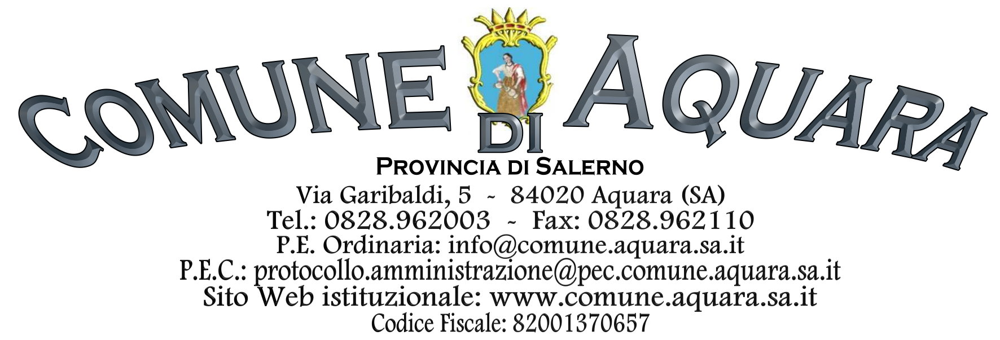 COMUNE DI AQUARA
PROVINCIA DI SALERNO
Via Garibaldi, 5 - 84020 Aquara (SA)
Tel.: 0828.962003 - Fax: 0828.962110
P.E. Ordinaria: info@comune.aquara.sa.it
P.E.C.: protocollo.amministrazione@pec.comune.aquara.sa.it
Sito Web istituzionale: www.comune.aquara.sa.it
Codice Fiscale: 82001370657